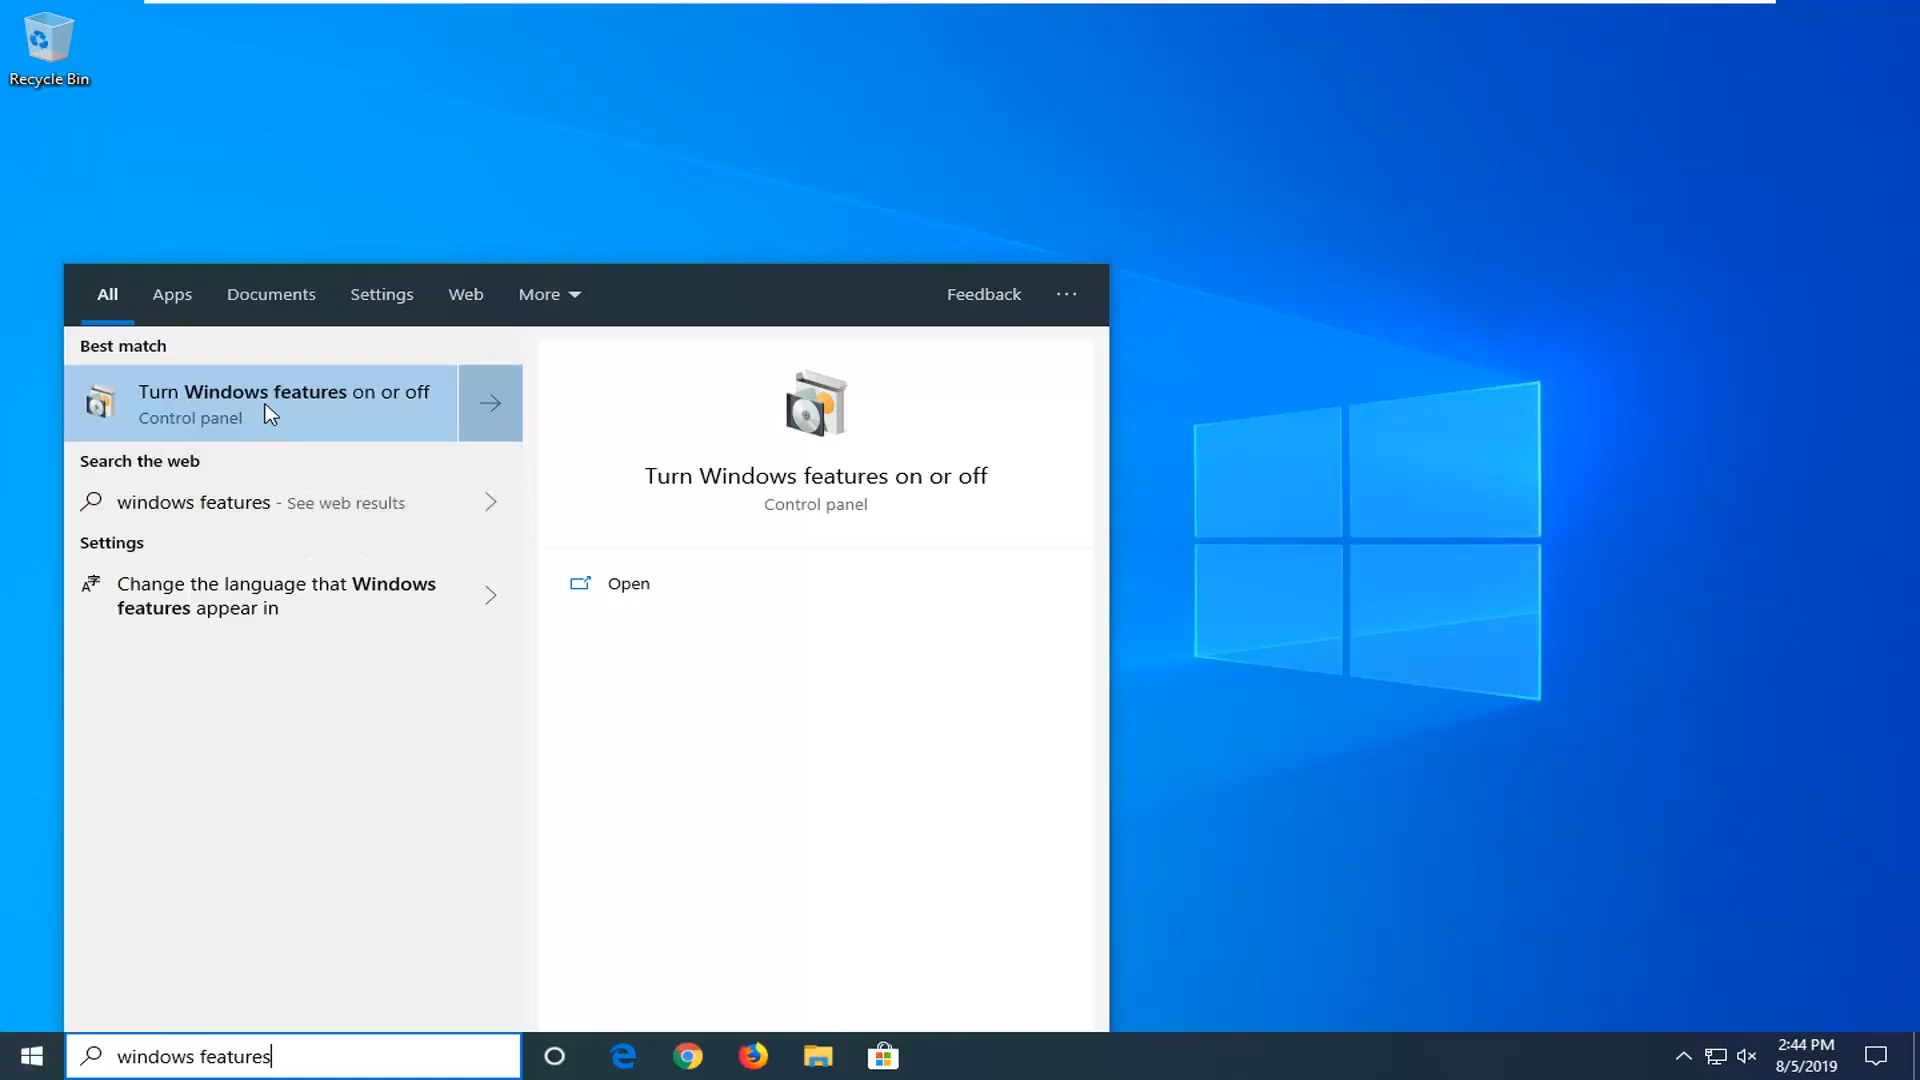 Recycle Bin
All Apps Documents Settings Web More Feedback ...
Best match
Turn Windows features on or off
Control panel
Search the web
windows features - See web results
Settings
Change the language that Windows
features appear in
Turn Windows features on or off
Control panel
Open
windows features
2:44 PM
8/5/2019